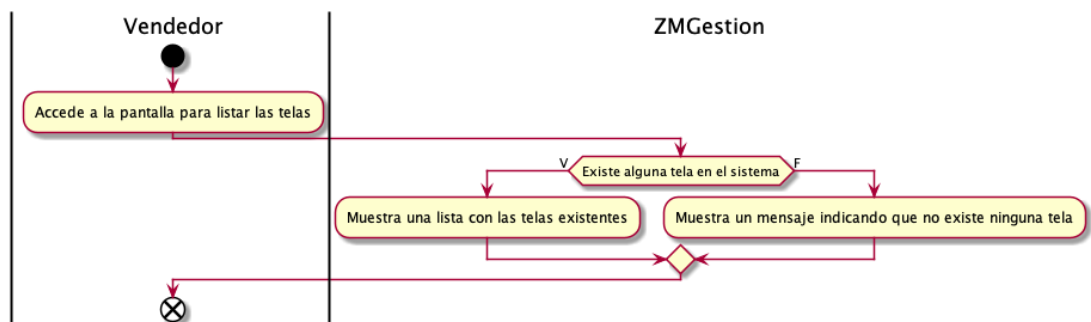 Vendedor
ZMGestion
Accede a la pantalla para listar las telas
V
Existe alguna tela en el sistema
F
Muestra una lista con las telas existentes
Muestra un mensaje indicando que no existe ninguna tela